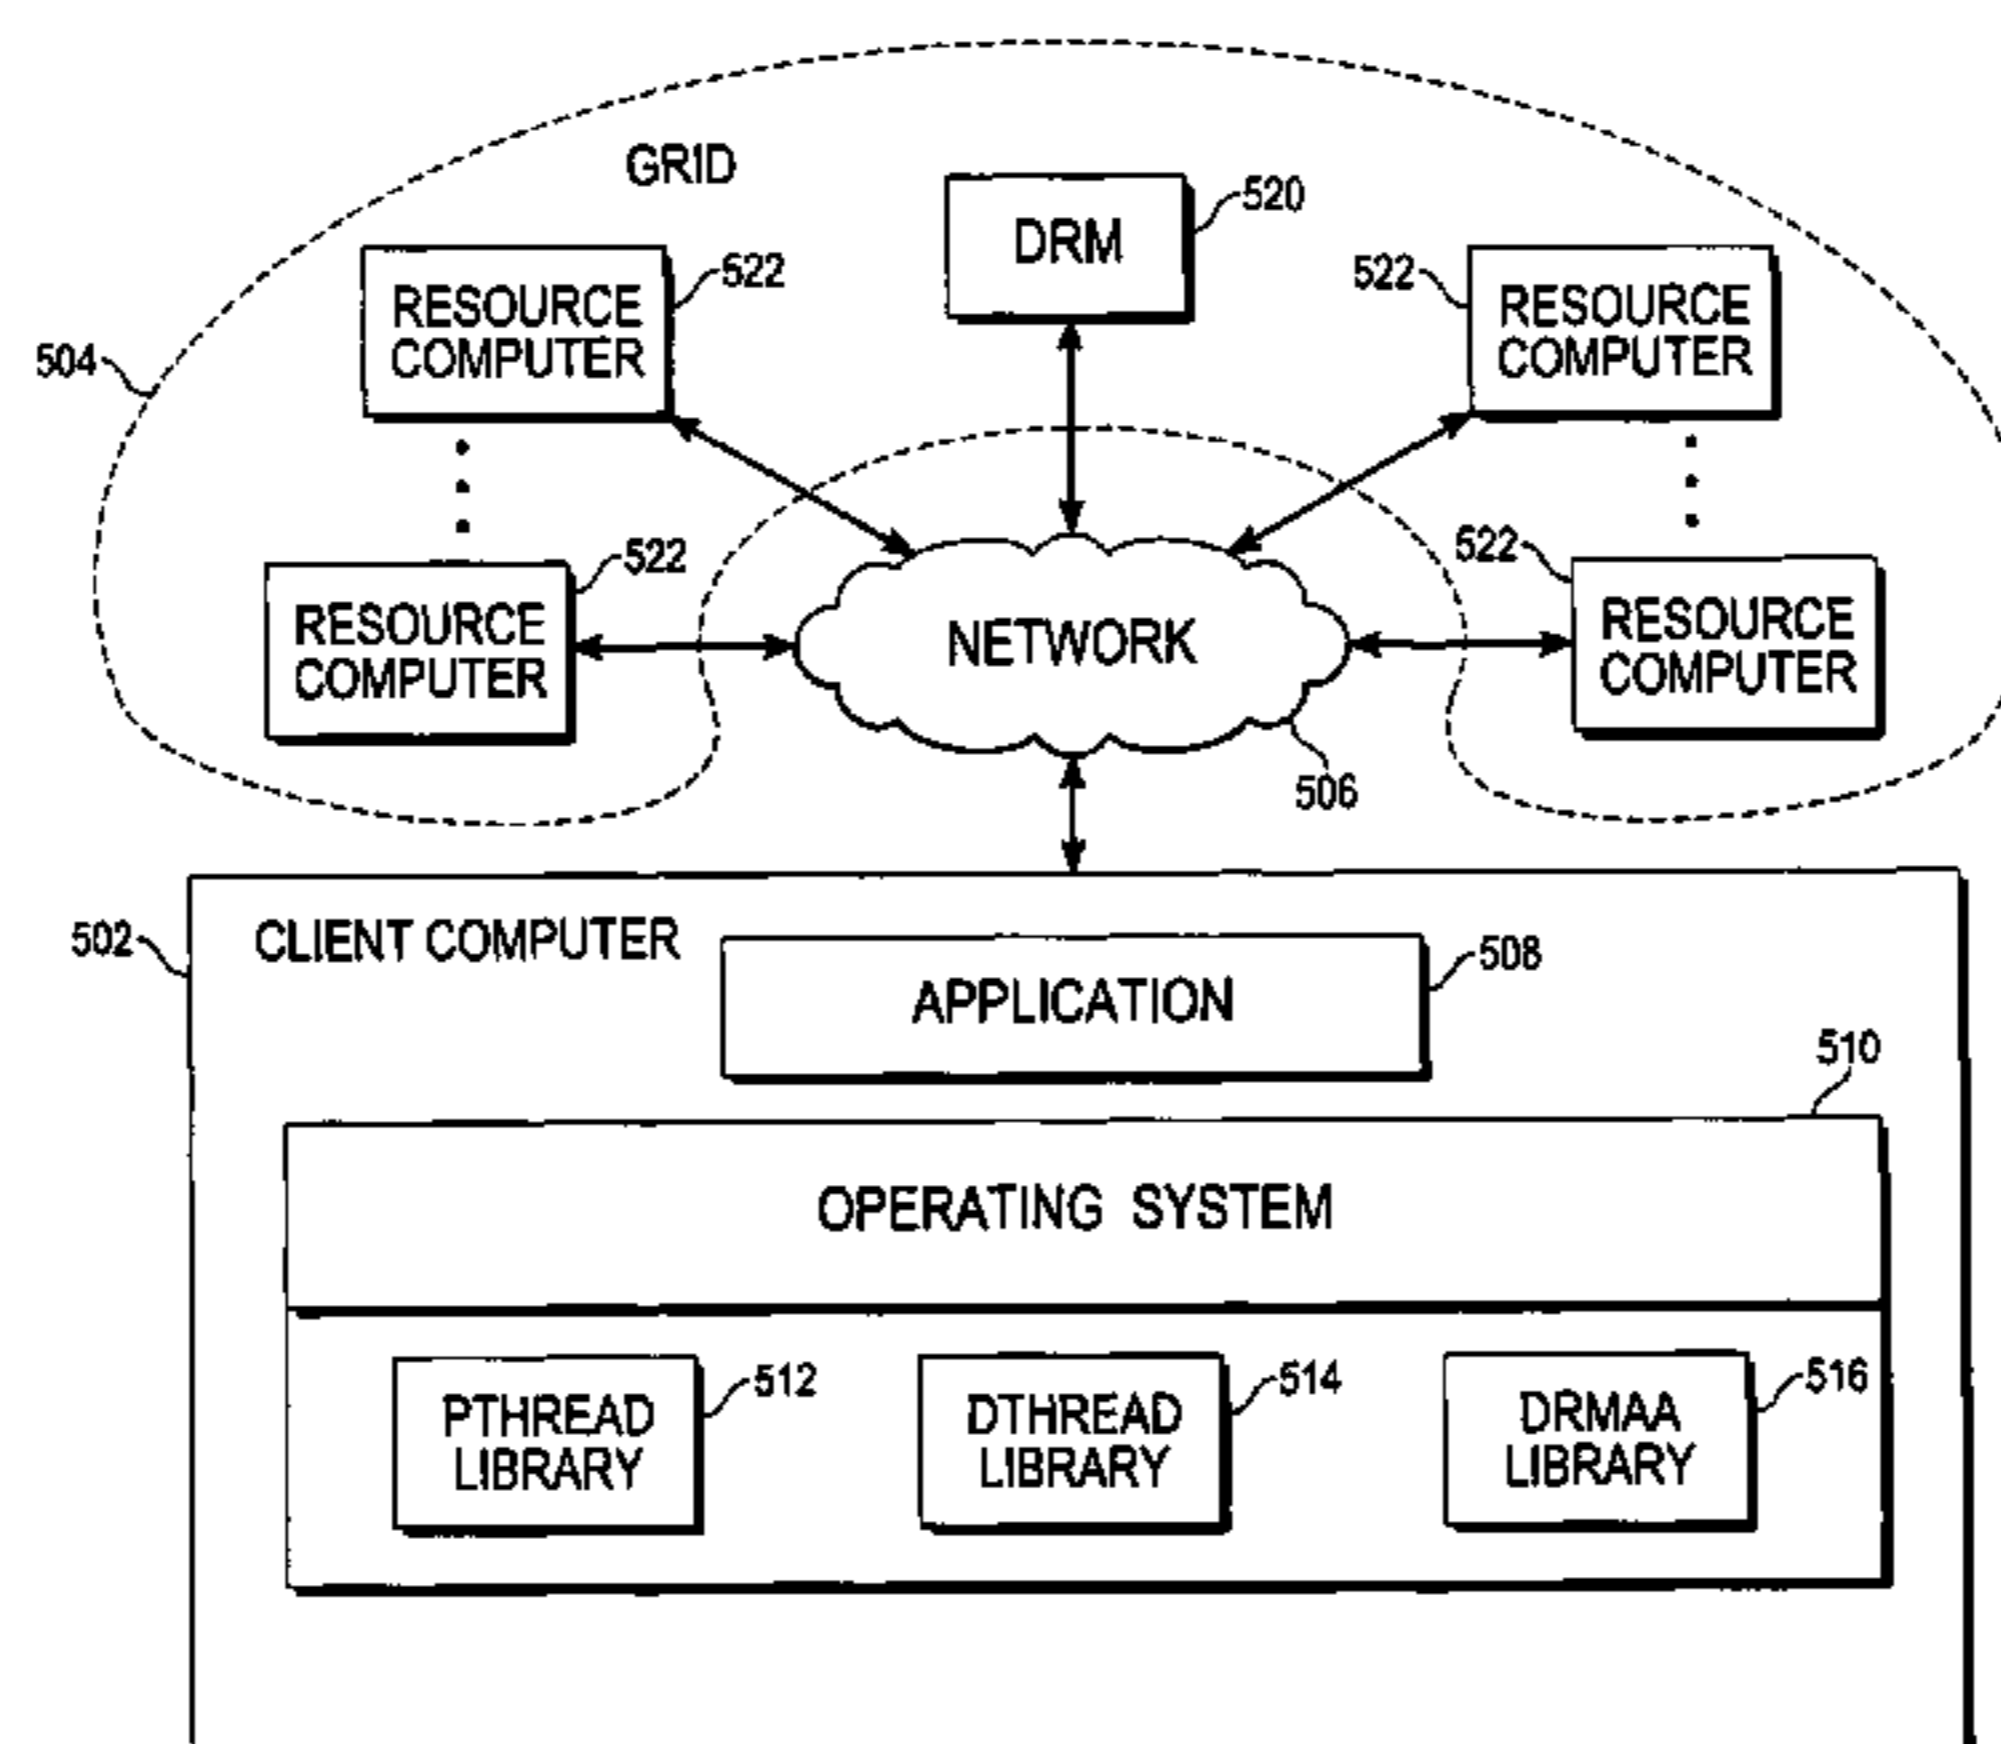 GRID
DRM
520
RESOURCE
COMPUTER
522
522
RESOURCE
COMPUTER
504
RESOURCE
COMPUTER
522
NETWORK
522
RESOURCE
COMPUTER
506
502
CLIENT COMPUTER
APPLICATION
508
510
OPERATING SYSTEM
PTHREAD
LIBRARY
512
DTHREAD
LIBRARY
514
DRMAA
LIBRARY
516